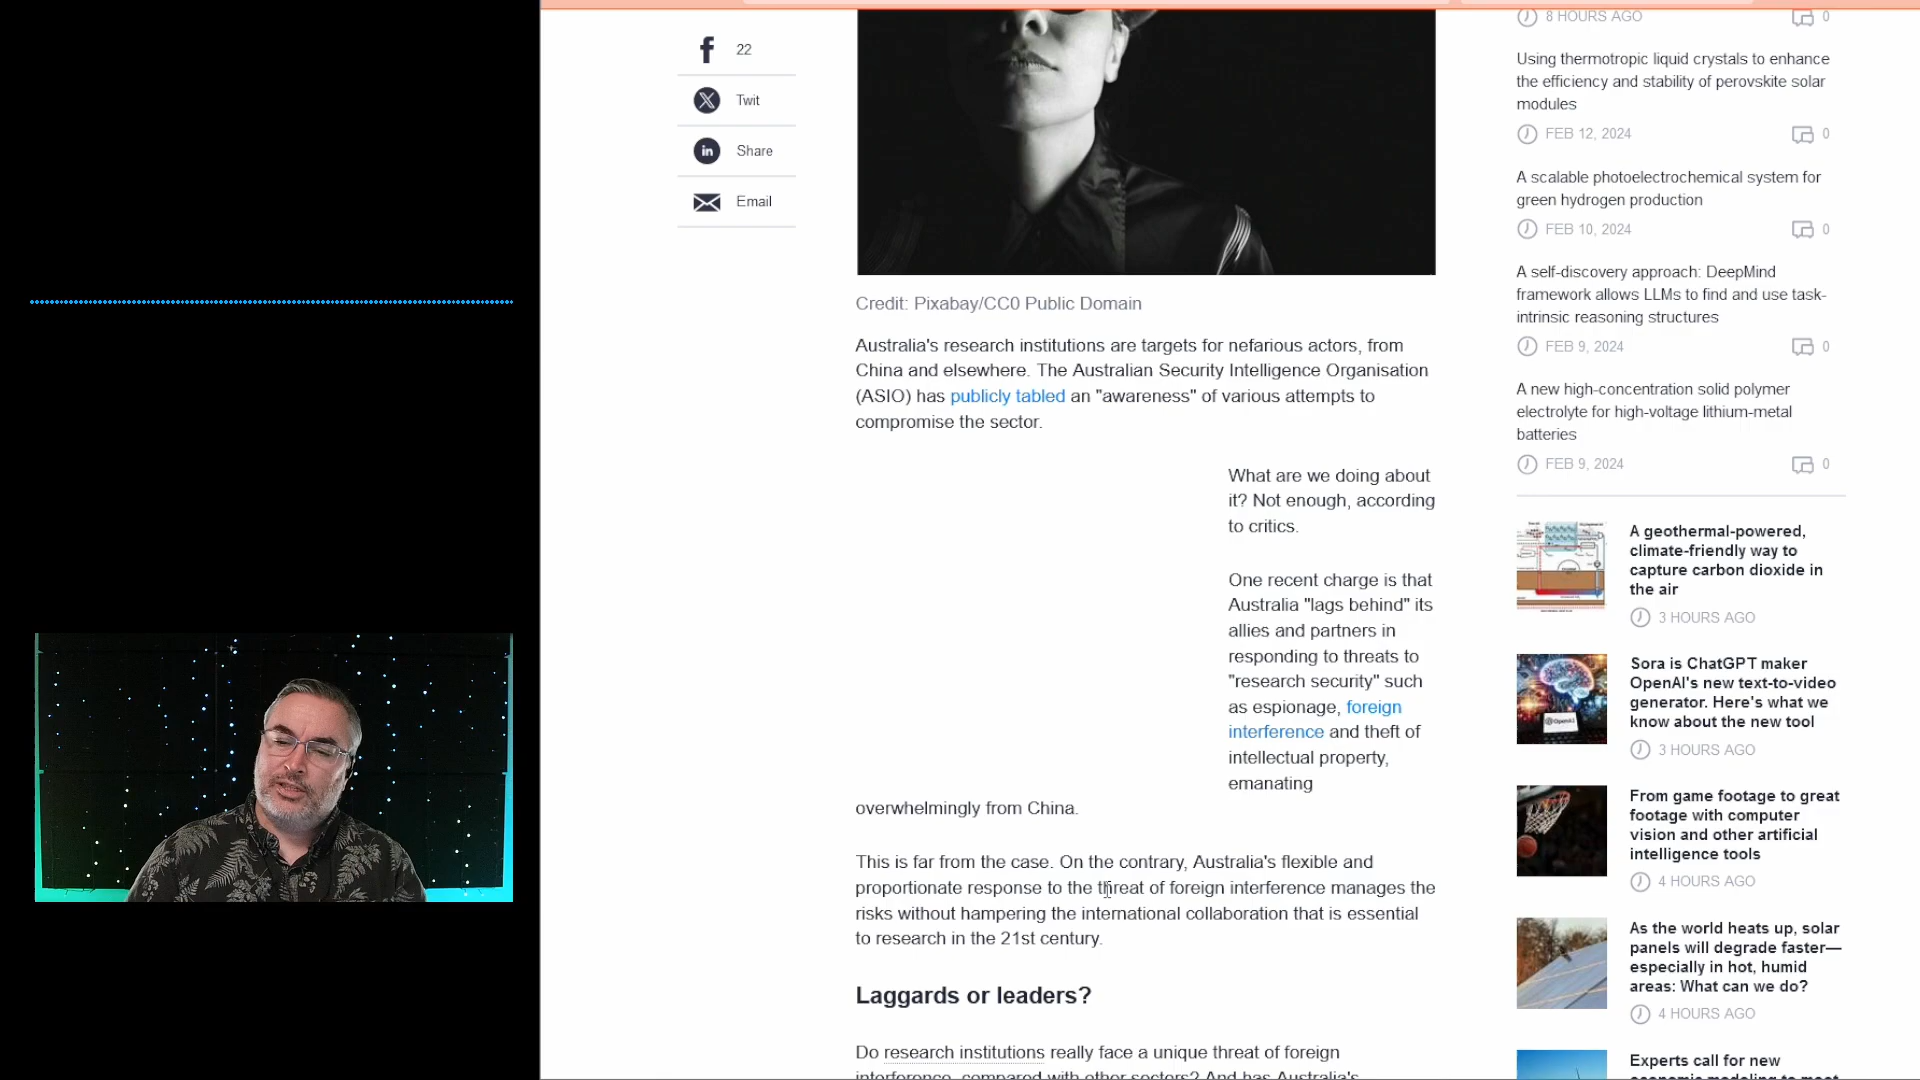 22
Twit
Share
Email
Credit: Pixabay/CC0 Public Domain
Australia's research institutions are targets for nefarious actors, from
China and elsewhere. The Australian Security Intelligence Organisation
(ASIO) has publicly tabled an "awareness" of various attempts to
compromise the sector.
What are we doing about
it? Not enough, according
to critics.
One recent charge is that
Australia "lags behind" its
allies and partners in
responding to threats to
"research security" such
as espionage, foreign
interference and theft of
intellectual property,
emanating
overwhelmingly from China.
This is far from the case. On the contrary, Australia's flexible and
proportionate response to the threat of foreign interference manages the
risks without hampering the international collaboration that is essential
to research in the 21st century.
Laggards or leaders?
Do research institutions really face a unique threat of foreign
interference, compared with other sectors? And has Australia's
8 HOURS AGO 0
Using thermotropic liquid crystals to enhance
the efficiency and stability of perovskite solar
modules
FEB 12, 2024 0
A scalable photoelectrochemical system for
green hydrogen production
FEB 10, 2024 0
A self-discovery approach: DeepMind
framework allows LLMs to find and use task-
intrinsic reasoning structures
FEB 9, 2024 0
A new high-concentration solid polymer
electrolyte for high-voltage lithium-metal
batteries
FEB 9, 2024 0
A geothermal-powered,
climate-friendly way to
capture carbon dioxide in
the air
3 HOURS AGO
Sora is ChatGPT maker
OpenAI's new text-to-video
generator. Here's what we
know about the new tool
3 HOURS AGO
From game footage to great
footage with computer
vision and other artificial
intelligence tools
4 HOURS AGO
As the world heats up, solar
panels will degrade faster—
especially in hot, humid
areas: What can we do?
4 HOURS AGO
Experts call for new
economic modeling to meet